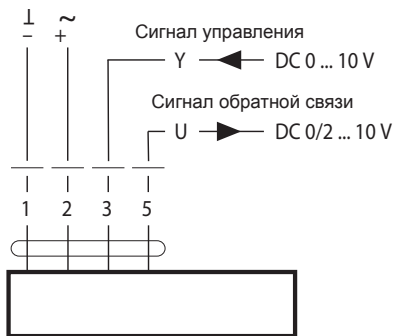 ⊥ ~
– +
Сигнал управления
Y DC 0 ... 10 V
Сигнал обратной связи
U DC 0/2 ... 10 V
1 2 3 5